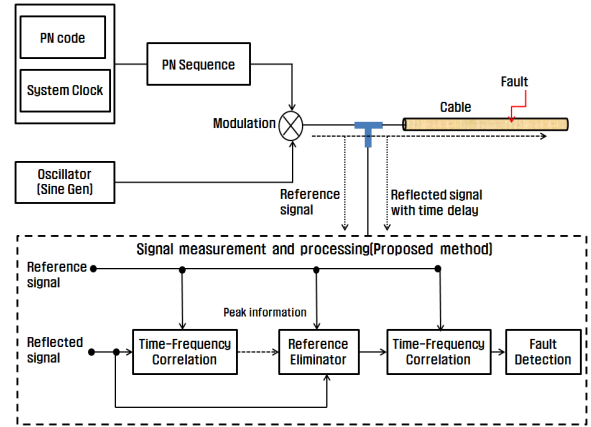 PN code
System Clock
PN Sequence
Modulation
Oscillator
(Sine Gen)
Fault
Cable
Reference
signal
Reflected signal
with time delay
Signal measurement and processing(Proposed method)
Reference
signal
Peak information
Reflected
signal
Time-Frequency
Correlation
Reference
Eliminator
Time-Frequency
Correlation
Fault
Detection